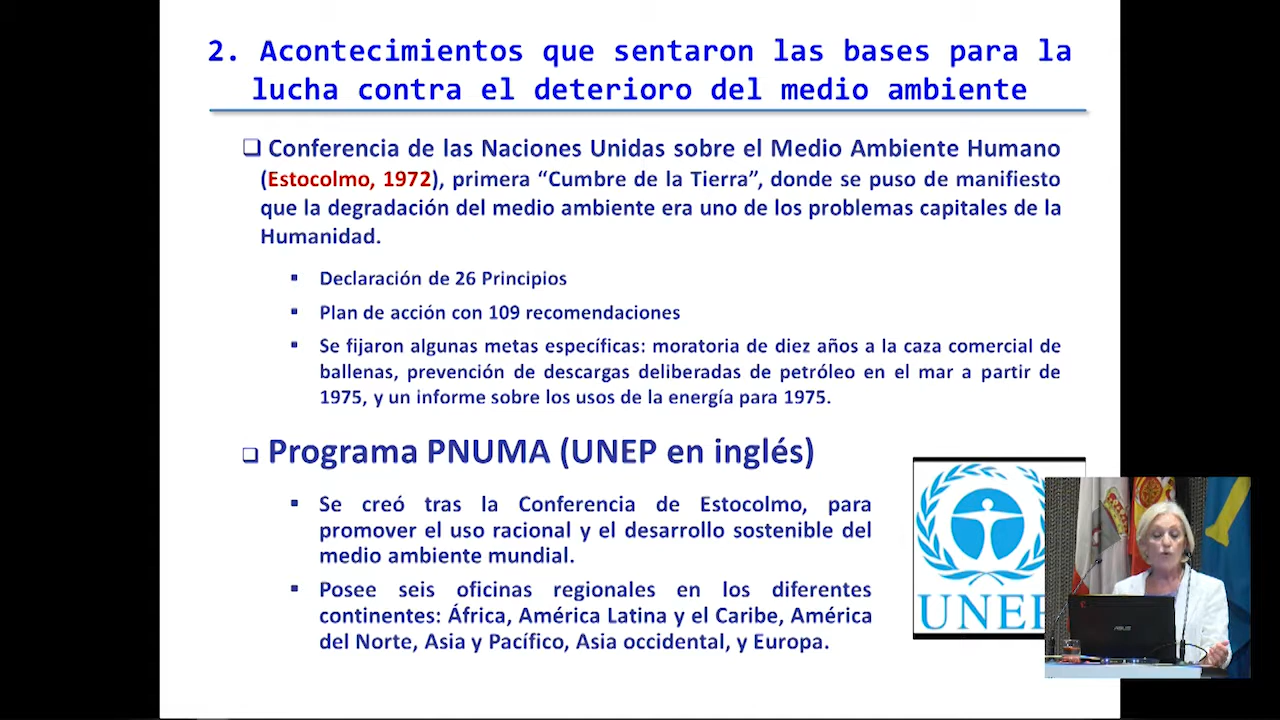 2. Acontecimientos que sentaron las bases para la
lucha contra el deterioro del medio ambiente
Conferencia de las Naciones Unidas sobre el Medio Ambiente Humano
(Estocolmo, 1972), primera “Cumbre de la Tierra”, donde se puso de manifiesto
que la degradación del medio ambiente era uno de los problemas capitales de la
Humanidad.
Declaración de 26 Principios
Plan de acción con 109 recomendaciones
Se fijaron algunas metas específicas: moratoria de diez años a la caza comercial de
ballenas, prevención de descargas deliberadas de petróleo en el mar a partir de
1975, y un informe sobre los usos de la energía para 1975.
Programa PNUMA (UNEP en inglés)
Se creó tras la Conferencia de Estocolmo, para
promover el uso racional y el desarrollo sostenible del
medio ambiente mundial.
Posee seis oficinas regionales en los diferentes
continentes: África, América Latina y el Caribe, América
del Norte, Asia y Pacífico, Asia occidental, y Europa.
UNEP
ASUS